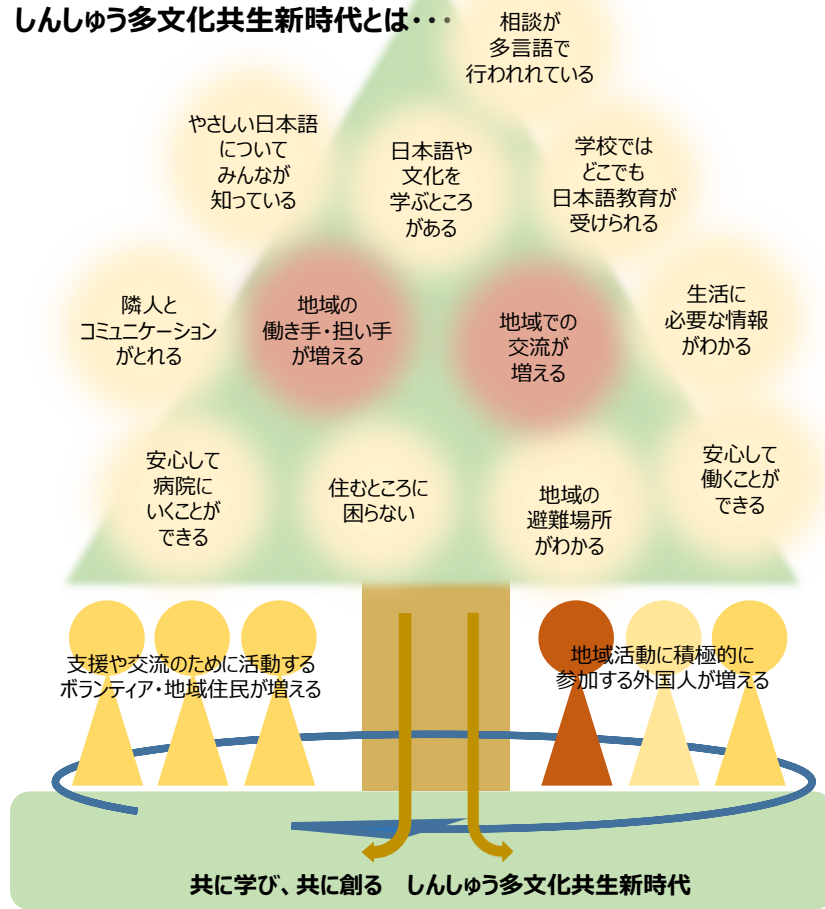 しんしゅう多文化共生新時代とは・・・
相談が
多言語で
行われれている
やさしい日本語
について
みんなが
知っている
日本語や
文化を
学ぶところ
がある
学校では
どこでも
日本語教育が
受けられる
隣人と
コミュニケーション
がとれる
地域の
働き手・担い手
が増える
地域での
交流が
増える
生活に
必要な情報
がわかる
安心して
病院に
いくことが
できる
住むところに
困らない
地域の
避難場所
がわかる
安心して
働くことが
できる
支援や交流のために活動する
ボランティア・地域住民が増える
地域活動に積極的に
参加する外国人が増える
共に学び、共に創る　しんしゅう多文化共生新時代